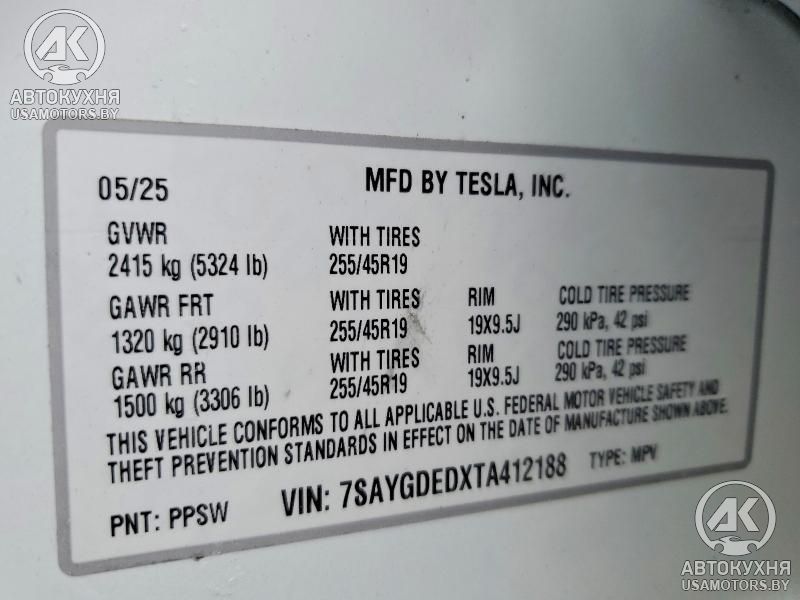 AK
АВТОКУХНЯ
USAMOTORS.BY
05/25 MFD BY TESLA, INC.
GVWR WITH TIRES
2415 kg (5324 lb) 255/45R19
GAWR FRT WITH TIRES RIM COLD TIRE PRESSURE
1320 kg (2910 lb) 255/45R19 19X9.5J 290 kPa, 42 psi
GAWR RR WITH TIRES RIM COLD TIRE PRESSURE
1500 kg (3306 lb) 255/45R19 19X9.5J 290 kPa, 42 psi
THIS VEHICLE CONFORMS TO ALL APPLICABLE U.S. FEDERAL MOTOR VEHICLE SAFETY AND
THEFT PREVENTION STANDARDS IN EFFECT ON THE DATE OF MANUFACTURE SHOWN ABOVE.
PNT: PPSW VIN: 7SAYGDEDXTA412188 TYPE: MPV
AK
АВТОКУХНЯ
USAMOTORS.BY